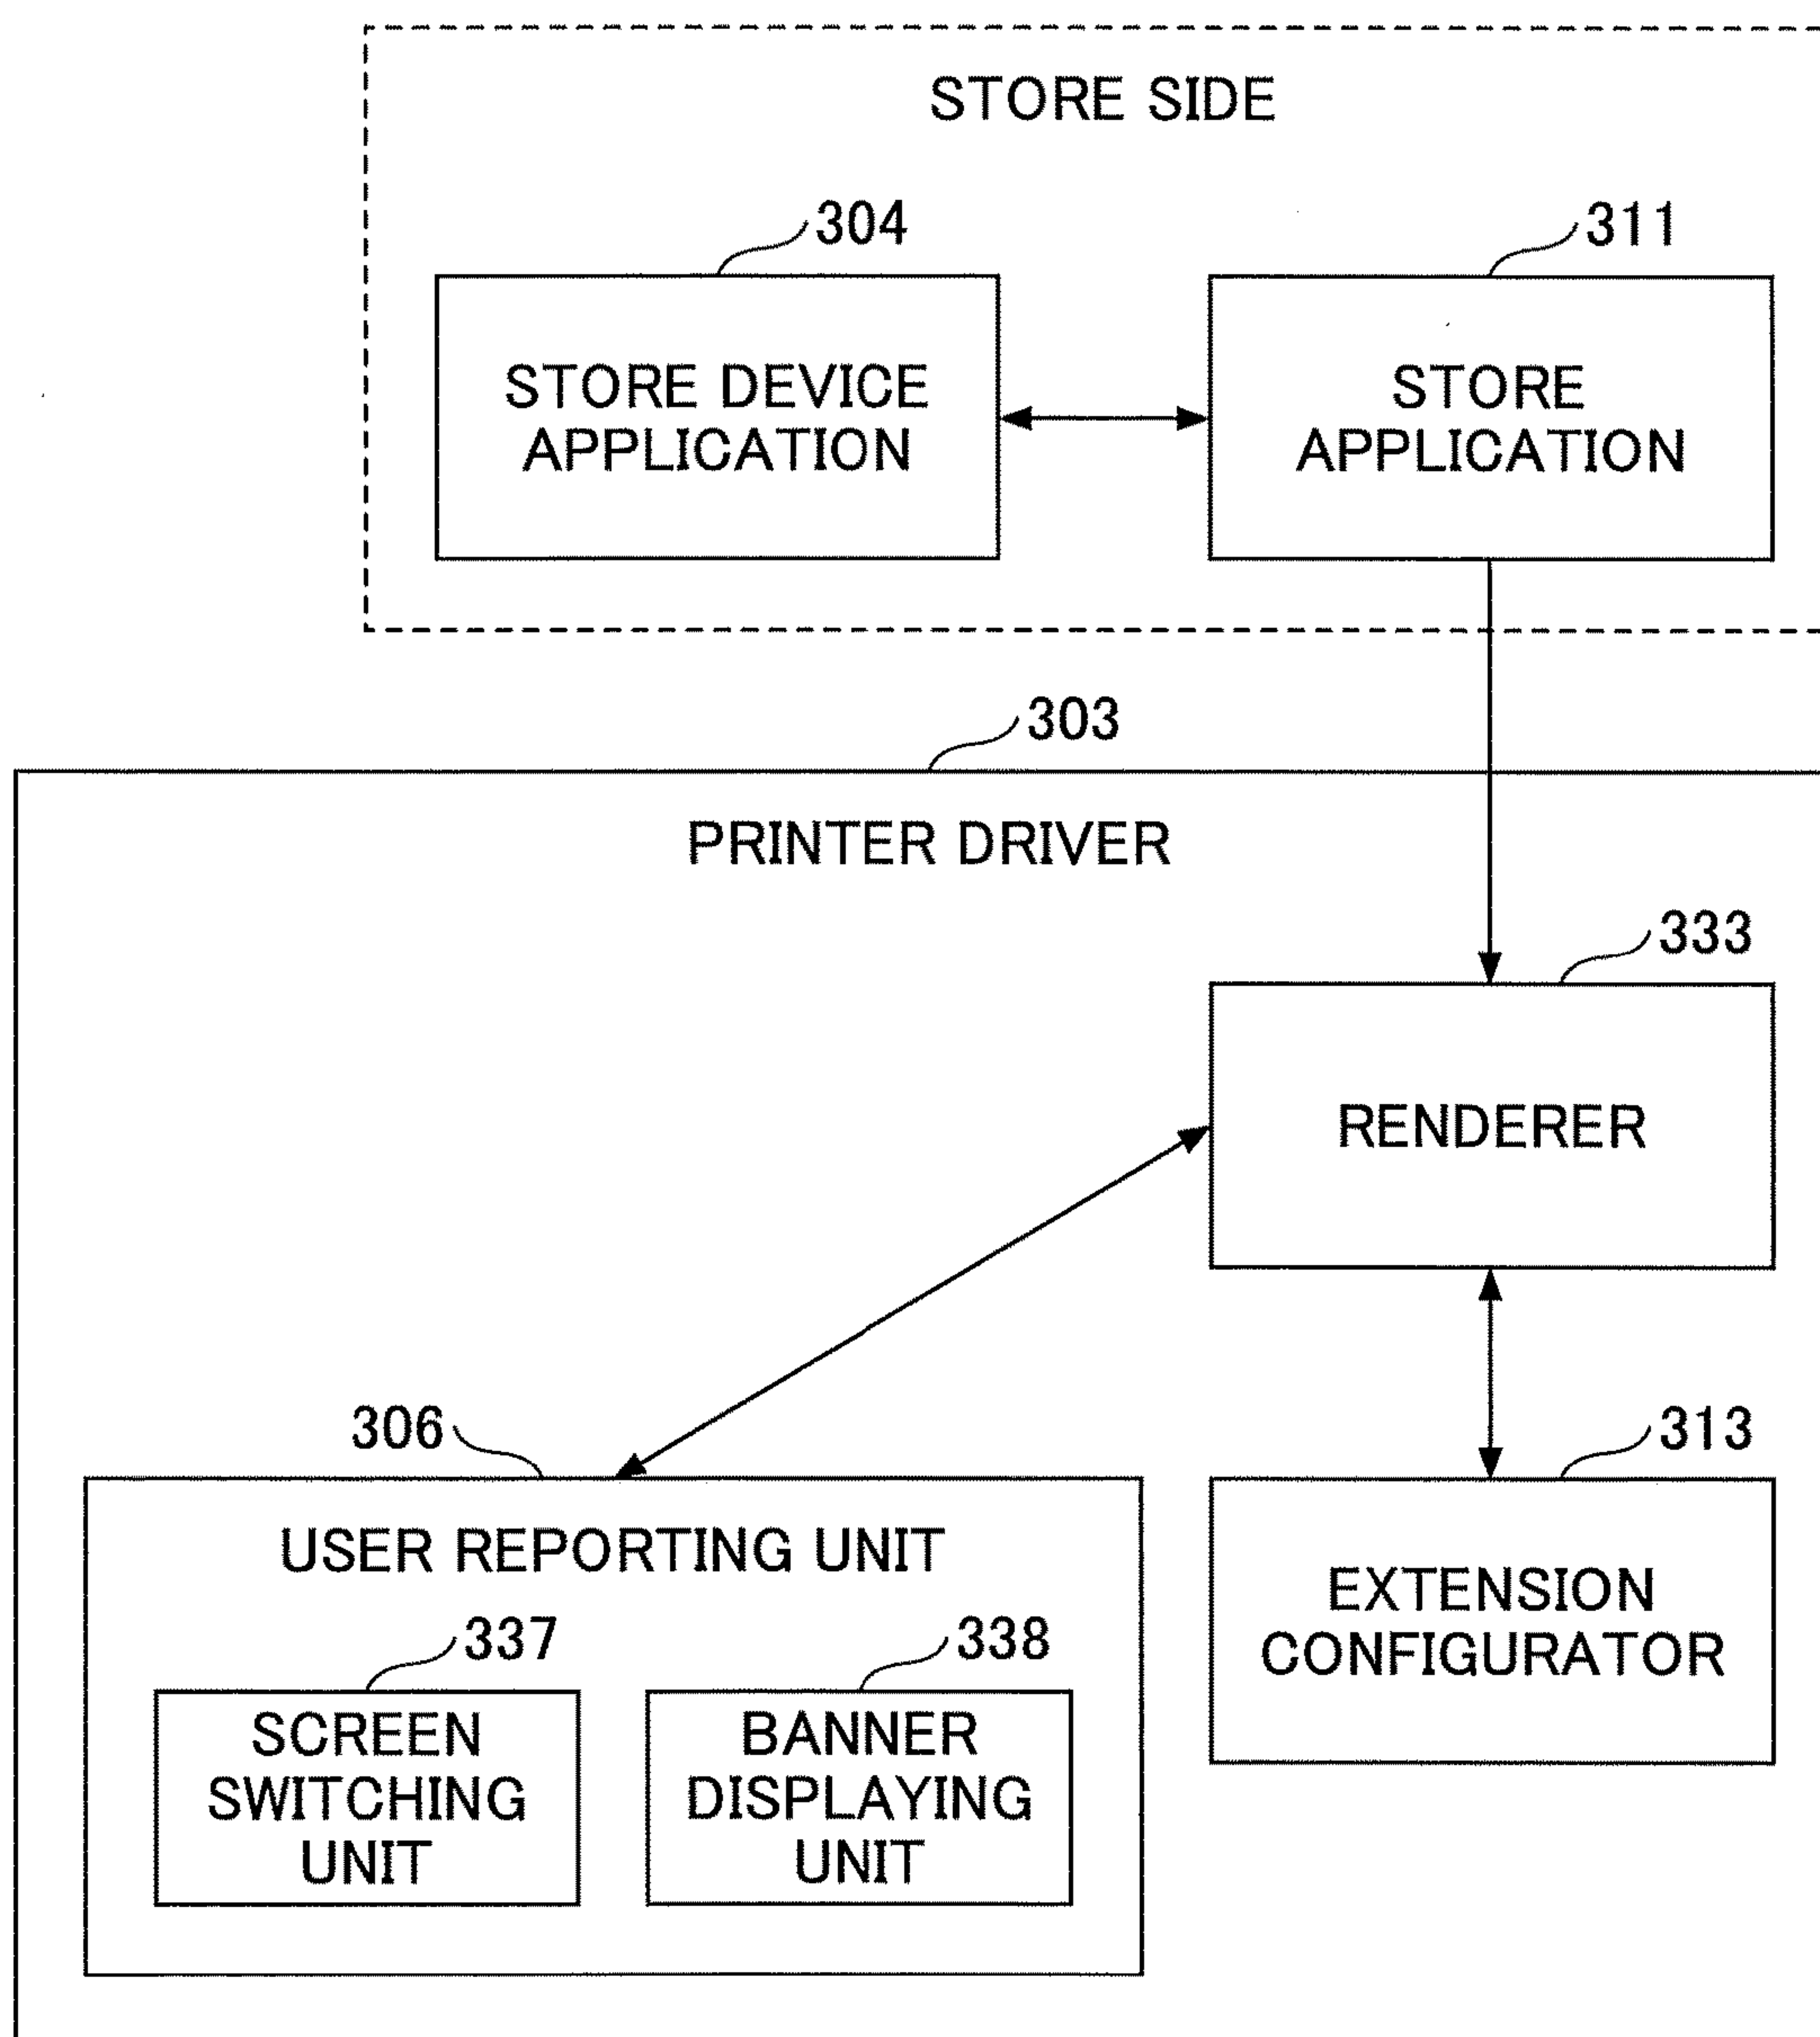 STORE SIDE
304
311
STORE DEVICE
APPLICATION
STORE
APPLICATION
303
PRINTER DRIVER
333
RENDERER
306
313
USER REPORTING UNIT
EXTENSION
CONFIGURATOR
337
338
SCREEN
SWITCHING
UNIT
BANNER
DISPLAYING
UNIT